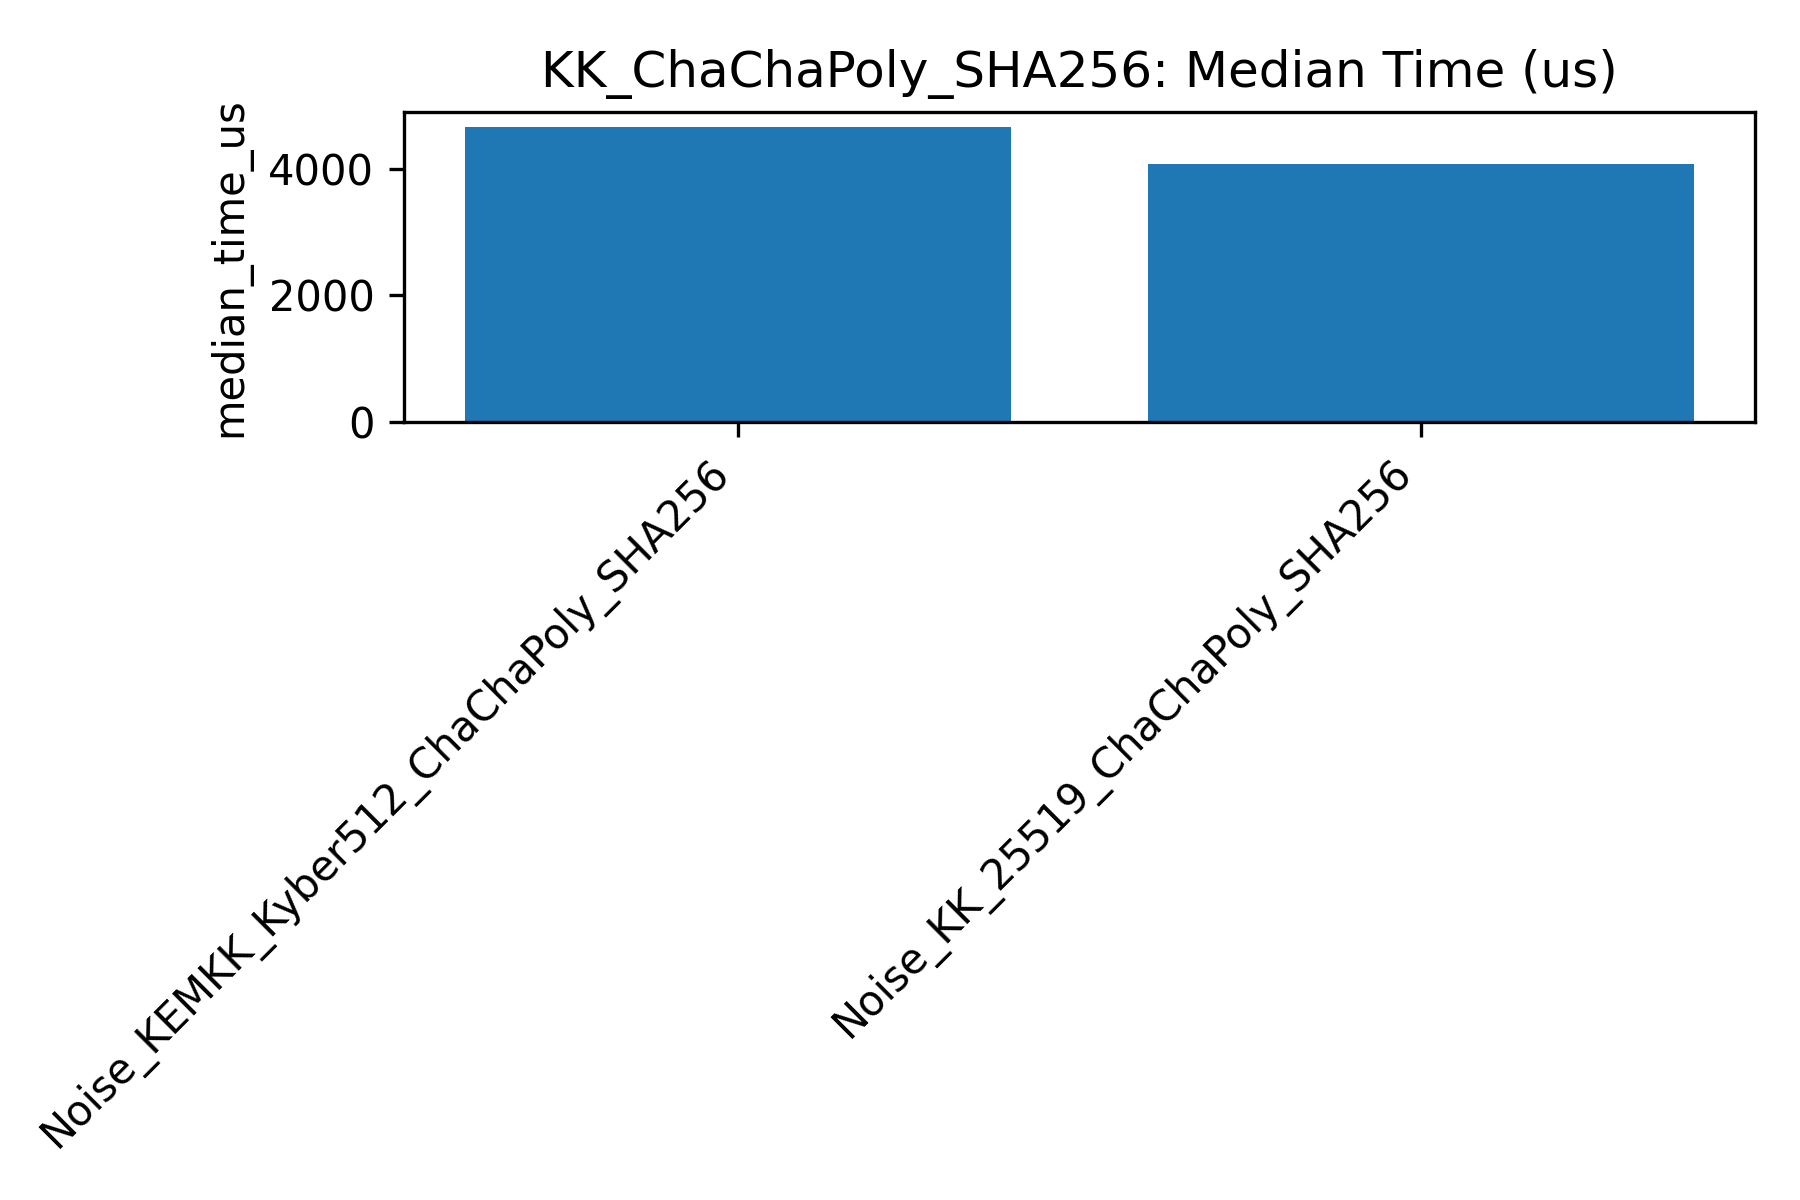 KK_ChaChaPoly_SHA256: Median Time (us)
median_time_us
4000
2000
0
Noise_KEMKK_Kyber512_ChaChaPoly_SHA256
Noise_KK_25519_ChaChaPoly_SHA256